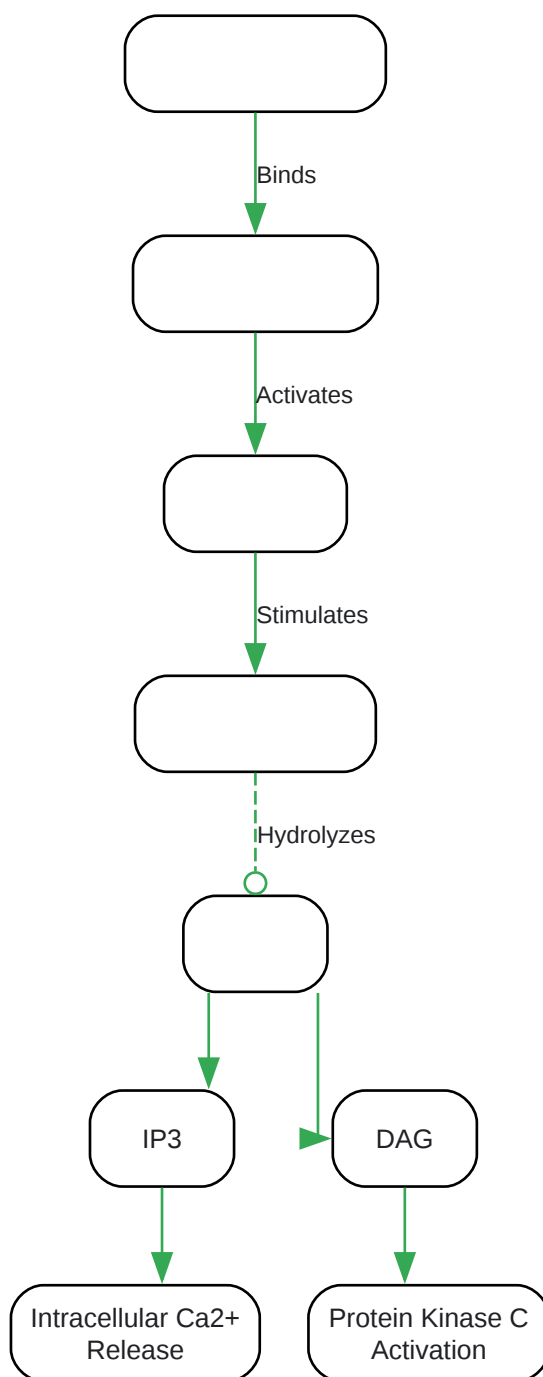 Binds
Activates
Stimulates
Hydrolyzes
IP3
DAG
Intracellular Ca2+
Release
Protein Kinase C
Activation